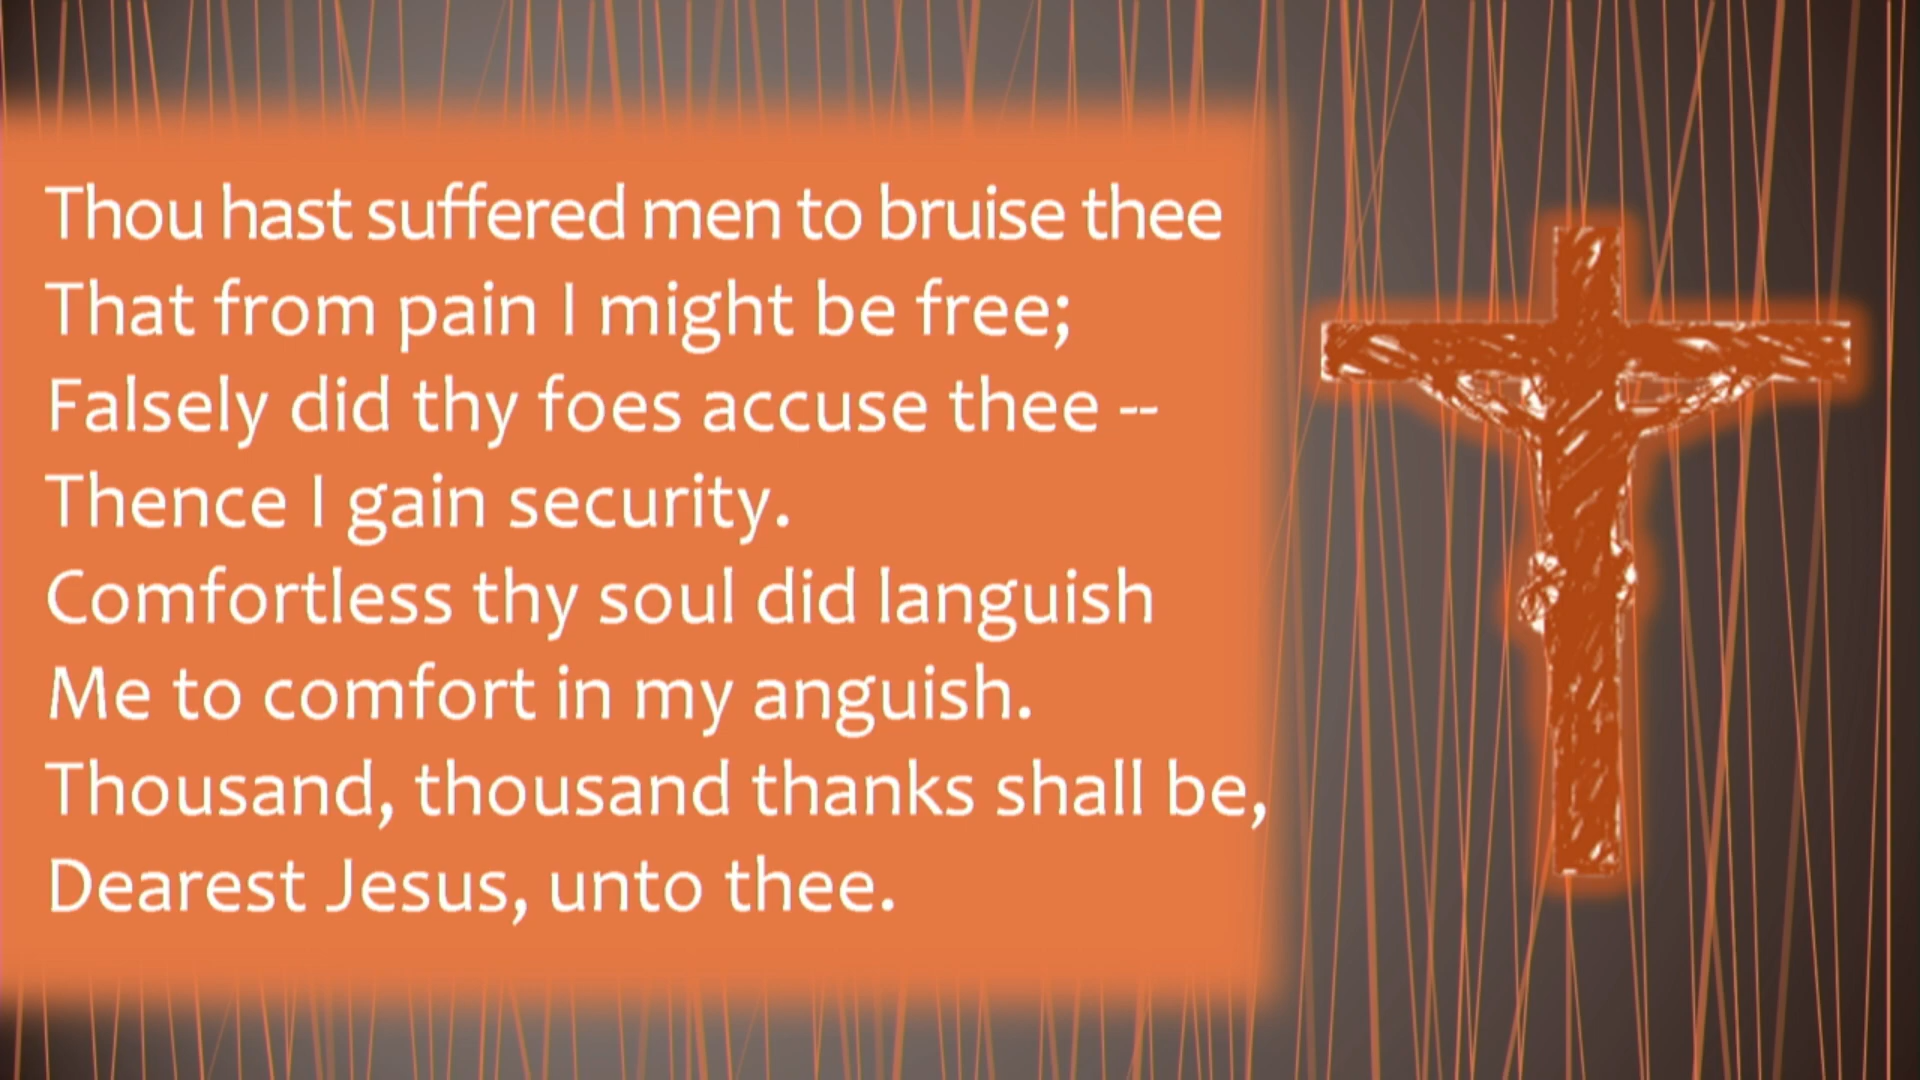 Thou hast suffered men to bruise thee
That from pain I might be free;
Falsely did thy foes accuse thee --
Thence I gain security.
Comfortless thy soul did languish
Me to comfort in my anguish.
Thousand, thousand thanks shall be,
Dearest Jesus, unto thee.